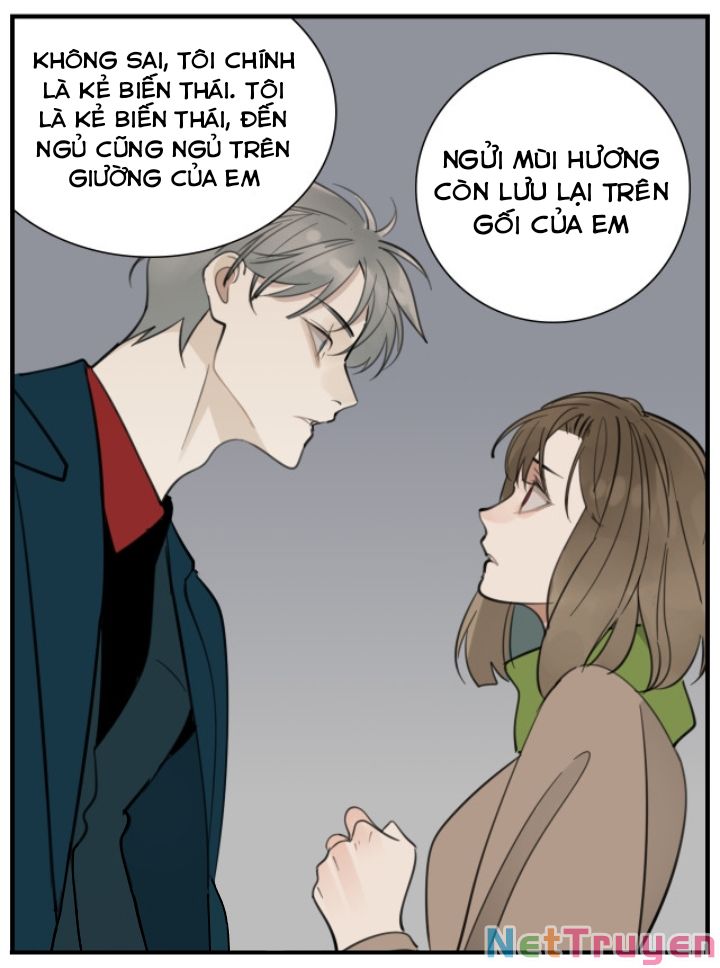 KHÔNG SAI, TÔI CHÍNH
LÀ KẺ BIẾN THÁI. TÔI
LÀ KẺ BIẾN THÁI, ĐẾN
NGỦ CŨNG NGỦ TRÊN
GIƯỜNG CỦA EM
NGỬI MÙI HƯƠNG
CÒN LƯU LẠI TRÊN
GỐI CỦA EM
NetTruyen